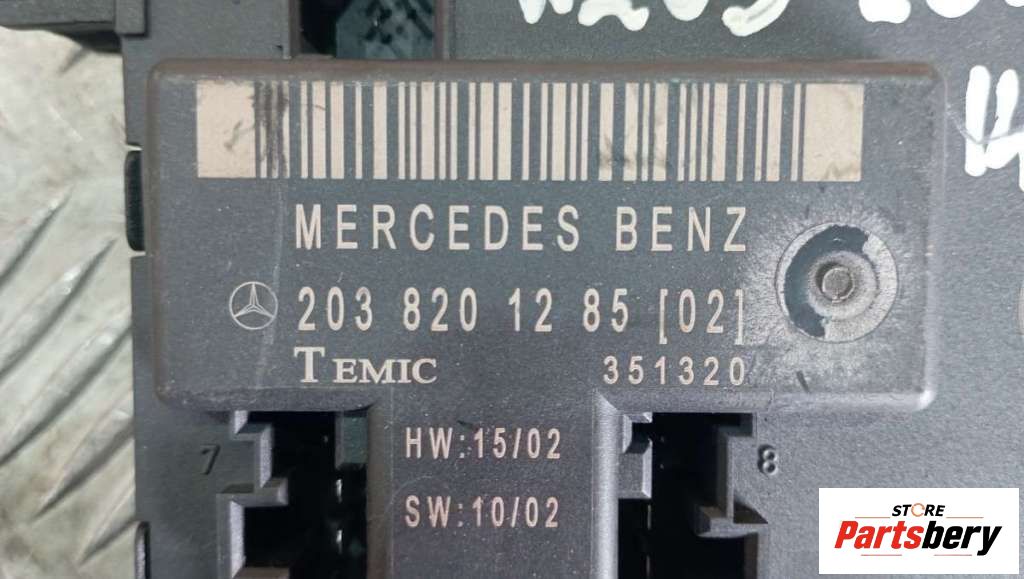 W203
MERCEDES BENZ
203 820 12 85 [02]
TEMIC 351320
HW:15/02
7 8
SW:10/02
STORE
Partsbery